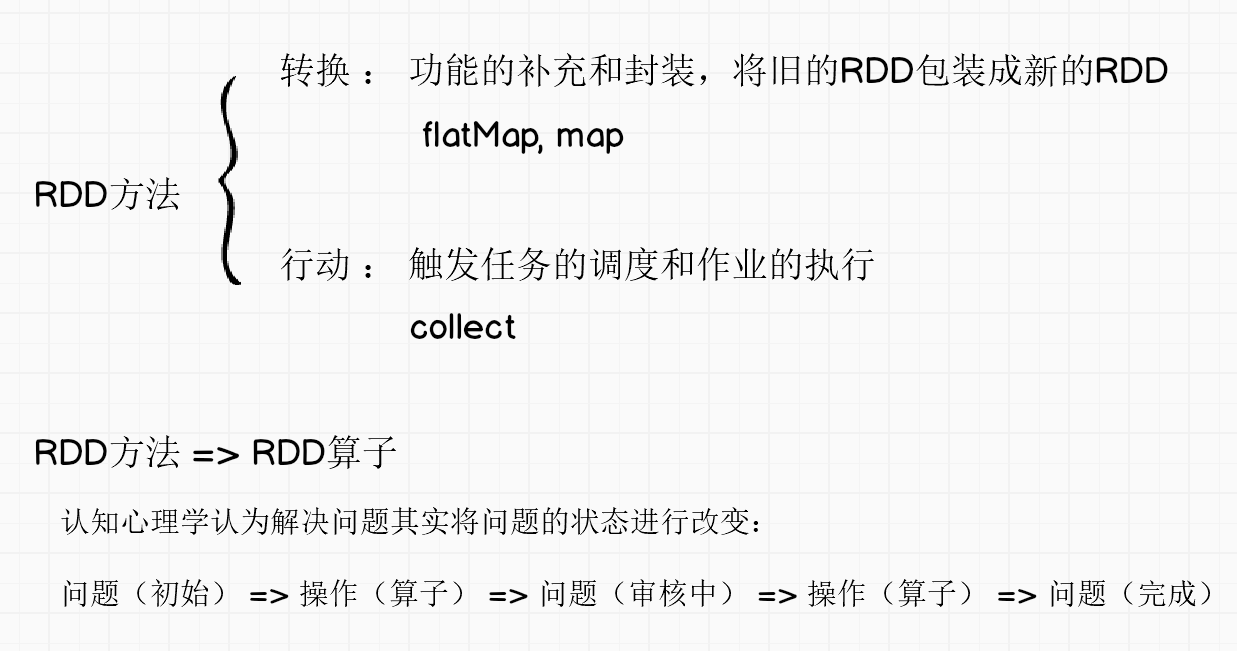 转换： 功能的补充和封装，将旧的RDD包装成新的RDD
flatMap, map
RDD方法
行动： 触发任务的调度和作业的执行
collect
RDD方法 => RDD算子
认知心理学认为解决问题其实将问题的状态进行改变：
问题（初始） => 操作（算子） => 问题（审核中） => 操作（算子） => 问题（完成）